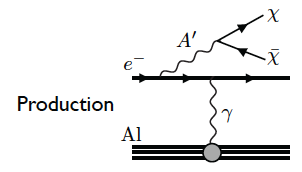 χ
A′
χ̄
e⁻
Production
γ
Al